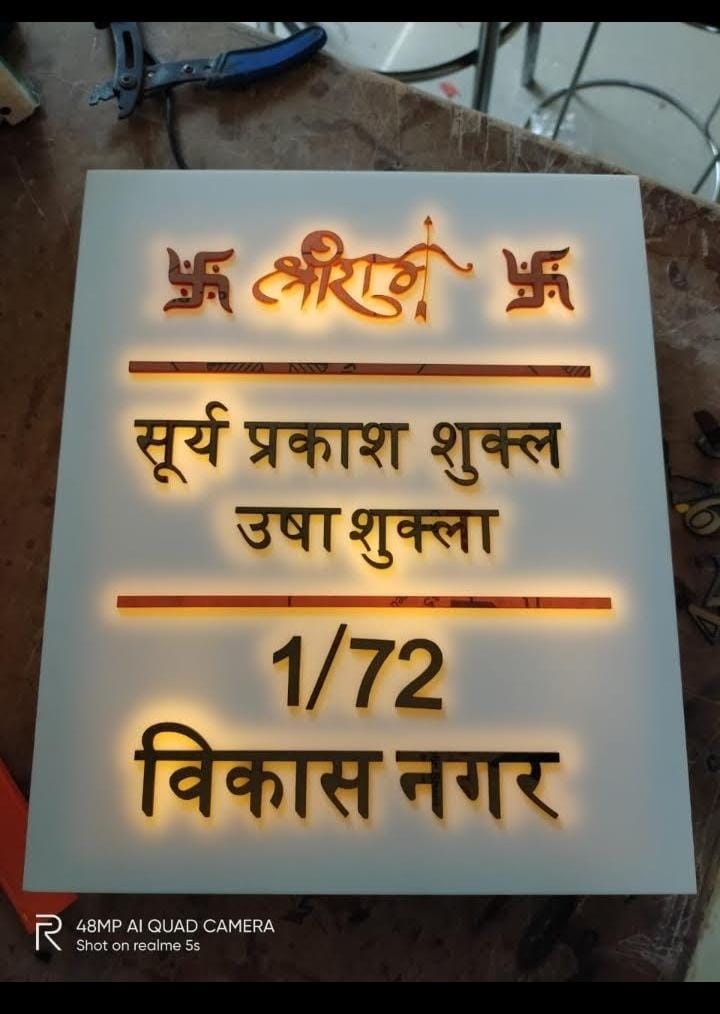 श्रीराम
सूर्य प्रकाश शुक्ल
उषा शुक्ला
1/72
विकास नगर
R 48MP AI QUAD CAMERA
Shot on realme 5s